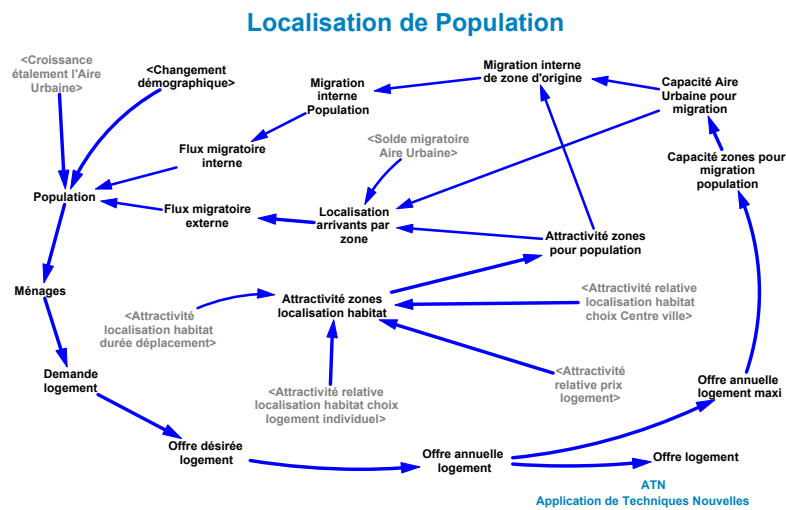 Localisation de Population
<Croissance
étalement l'Aire
Urbaine>
<Changement
démographique>
Migration
interne
Population
Migration interne
de zone d'origine
Capacité Aire
Urbaine pour
migration
Flux migratoire
interne
<Solde migratoire
Aire Urbaine>
Capacité zones pour
migration
population
Population
Flux migratoire
externe
Localisation
arrivants par
zone
Attractivité zones
pour population
Ménages
<Attractivité
localisation habitat
durée déplacement>
Attractivité zones
localisation habitat
<Attractivité relative
localisation habitat
choix Centre ville>
Demande
logement
<Attractivité relative
localisation habitat choix
logement individuel>
<Attractivité
relative prix
logement>
Offre annuelle
logement maxi
Offre désirée
logement
Offre annuelle
logement
Offre logement
ATN
Application de Techniques Nouvelles